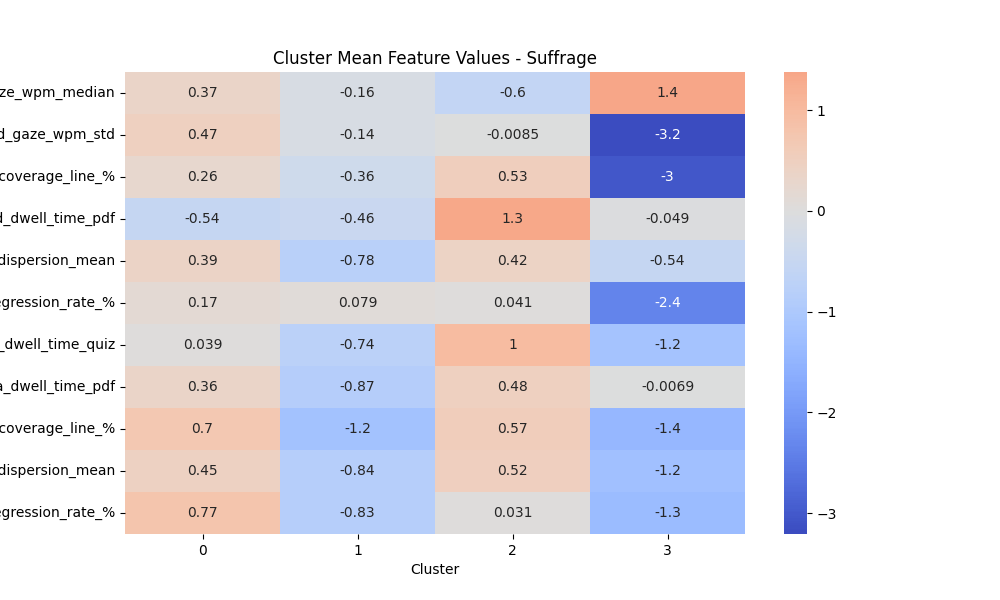 Cluster Mean Feature Values - Suffrage
ze_wpm_median 0.37 -0.16 -0.6 1.4
d_gaze_wpm_std 0.47 -0.14 -0.0085 -3.2
coverage_line_% 0.26 -0.36 0.53 -3
d_dwell_time_pdf -0.54 -0.46 1.3 -0.049
dispersion_mean 0.39 -0.78 0.42 -0.54
egression_rate_% 0.17 0.079 0.041 -2.4
_dwell_time_quiz 0.039 -0.74 1 -1.2
a_dwell_time_pdf 0.36 -0.87 0.48 -0.0069
coverage_line_% 0.7 -1.2 0.57 -1.4
dispersion_mean 0.45 -0.84 0.52 -1.2
egression_rate_% 0.77 -0.83 0.031 -1.3
0 1 2 3
Cluster
1
0
−1
−2
−3